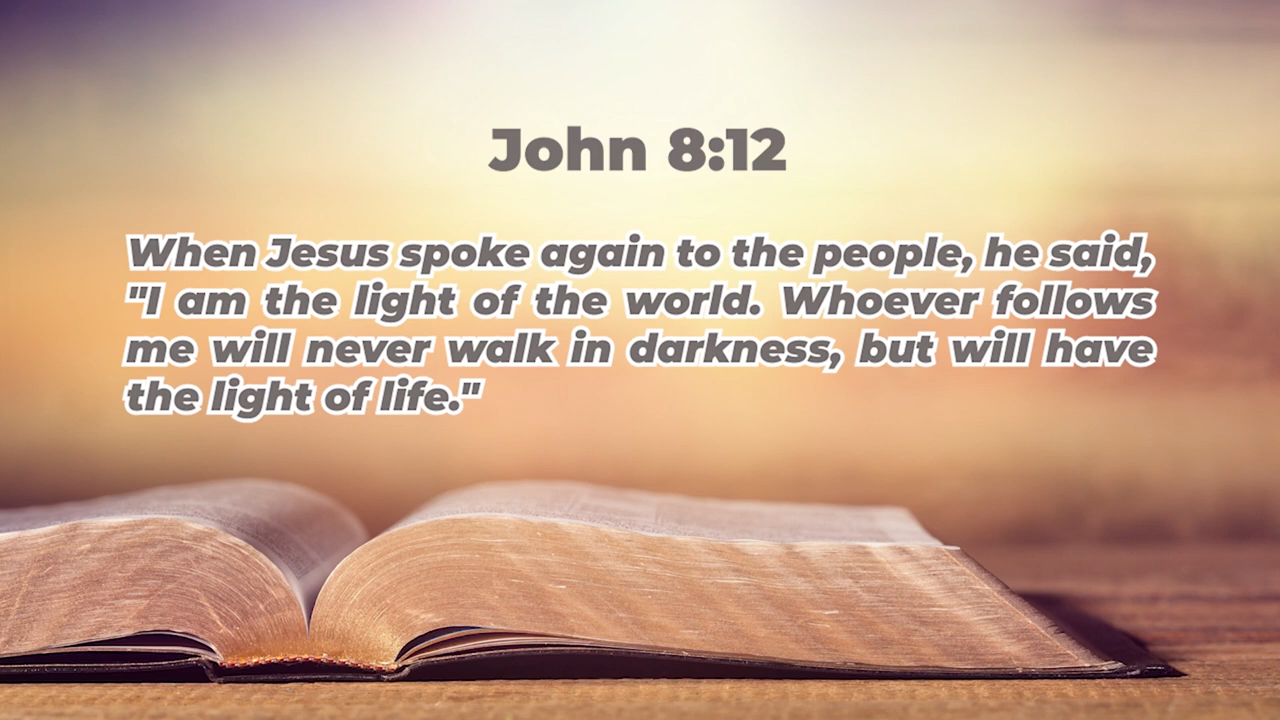 John 8:12
When Jesus spoke again to the people, he said,
"I am the light of the world. Whoever follows
me will never walk in darkness, but will have
the light of life."